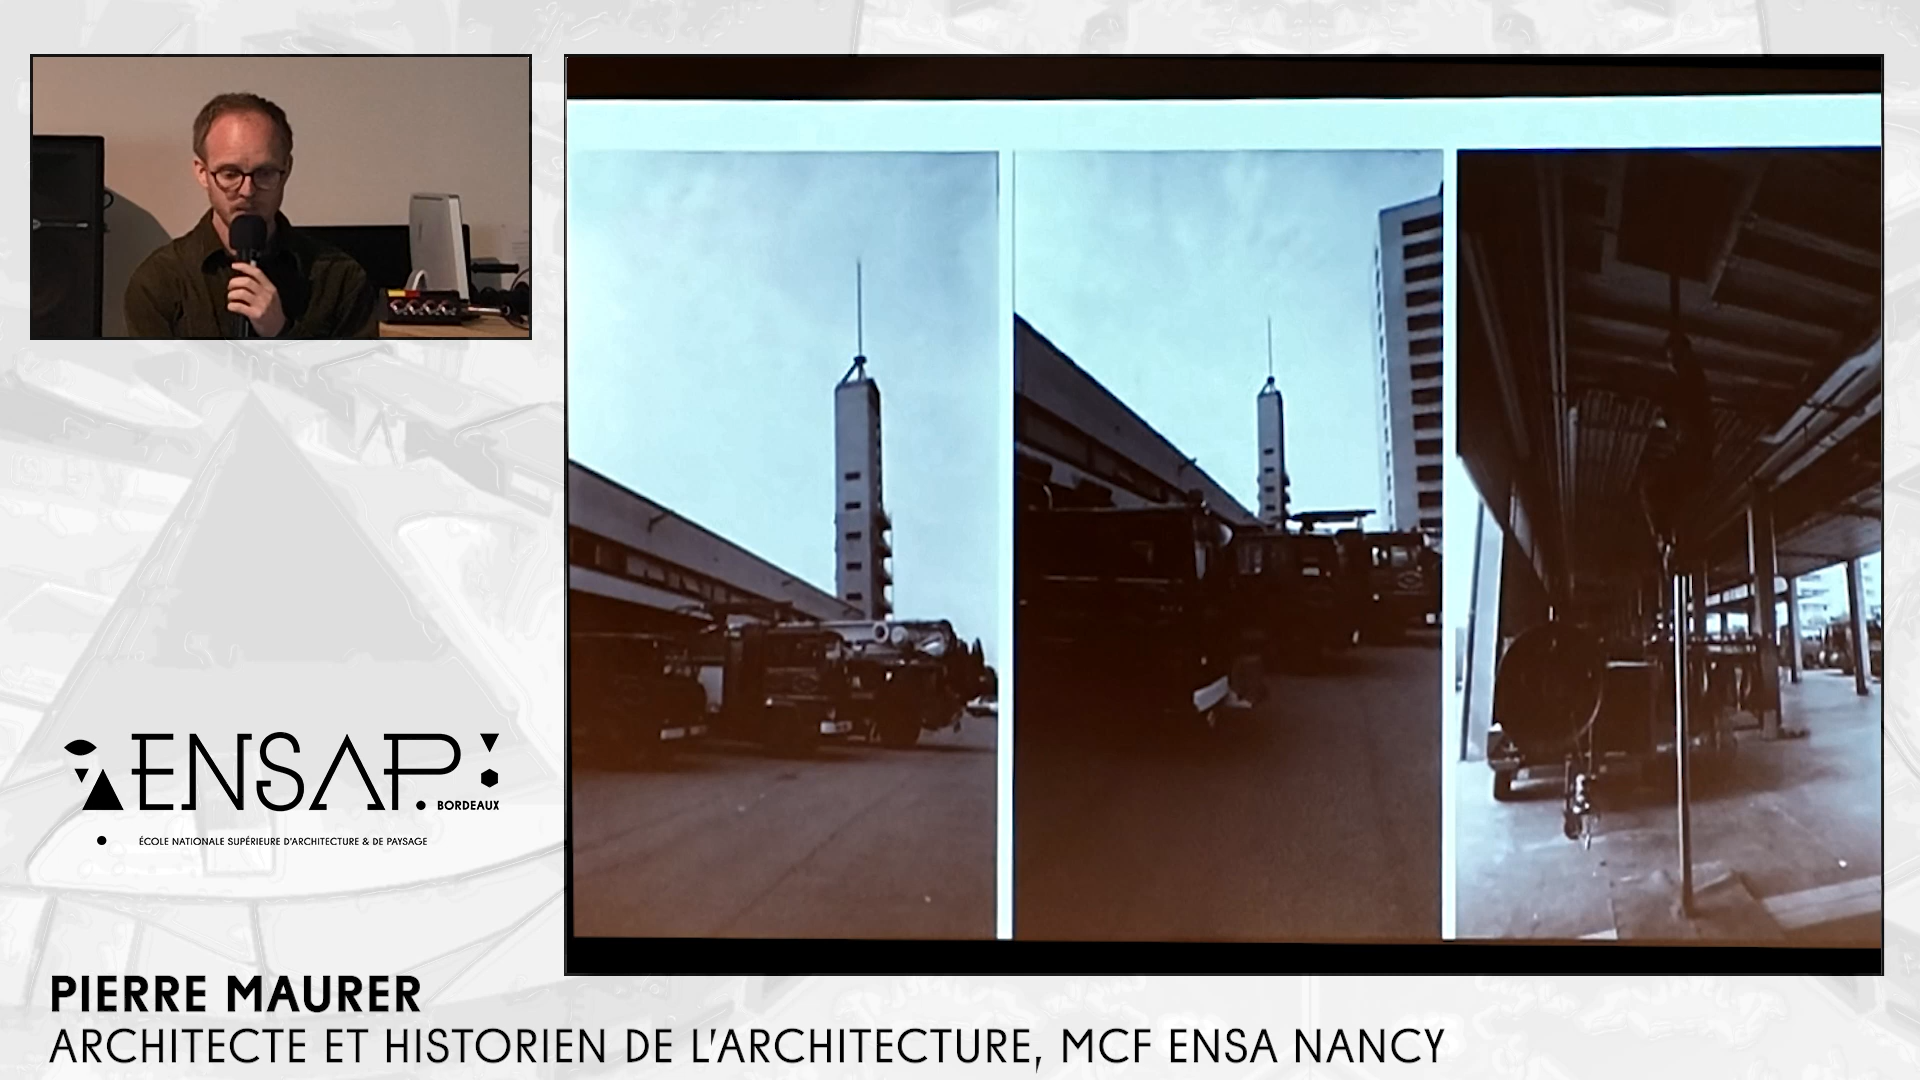 ENSAP.
BORDEAUX
ÉCOLE NATIONALE SUPÉRIEURE D'ARCHITECTURE & DE PAYSAGE
PIERRE MAURER
ARCHITECTE ET HISTORIEN DE L'ARCHITECTURE, MCF ENSA NANCY